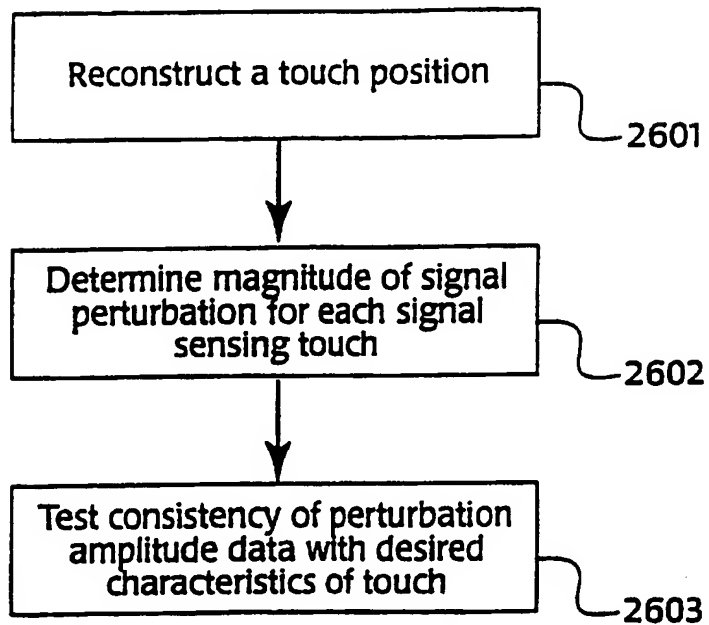 Reconstruct a touch position
2601
Determine magnitude of signal
perturbation for each signal
sensing touch
2602
Test consistency of perturbation
amplitude data with desired
characteristics of touch
2603